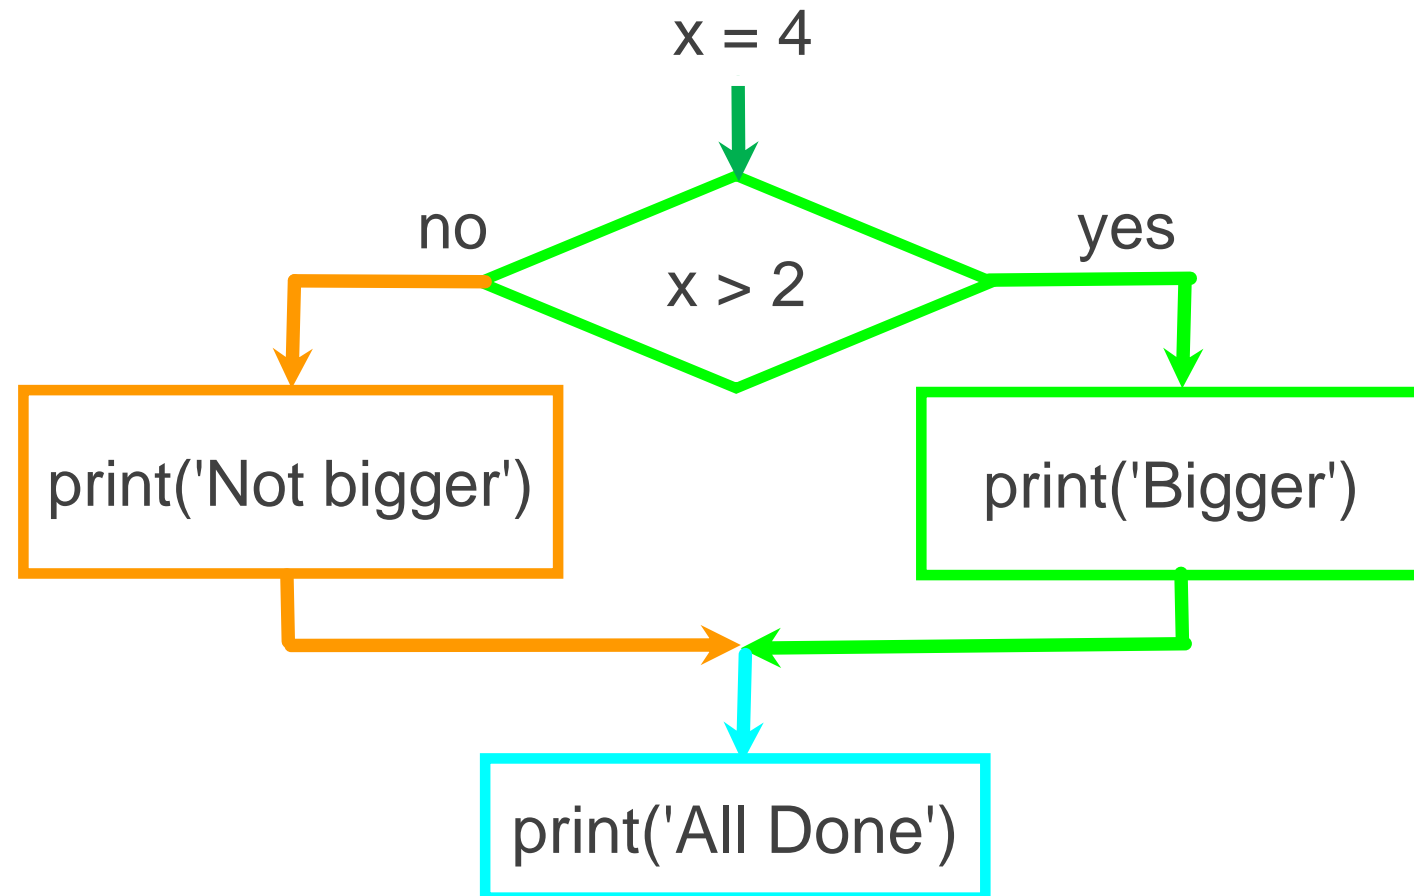 x = 4
no
yes
x > 2
print('Not bigger')
print('Bigger')
print('All Done')